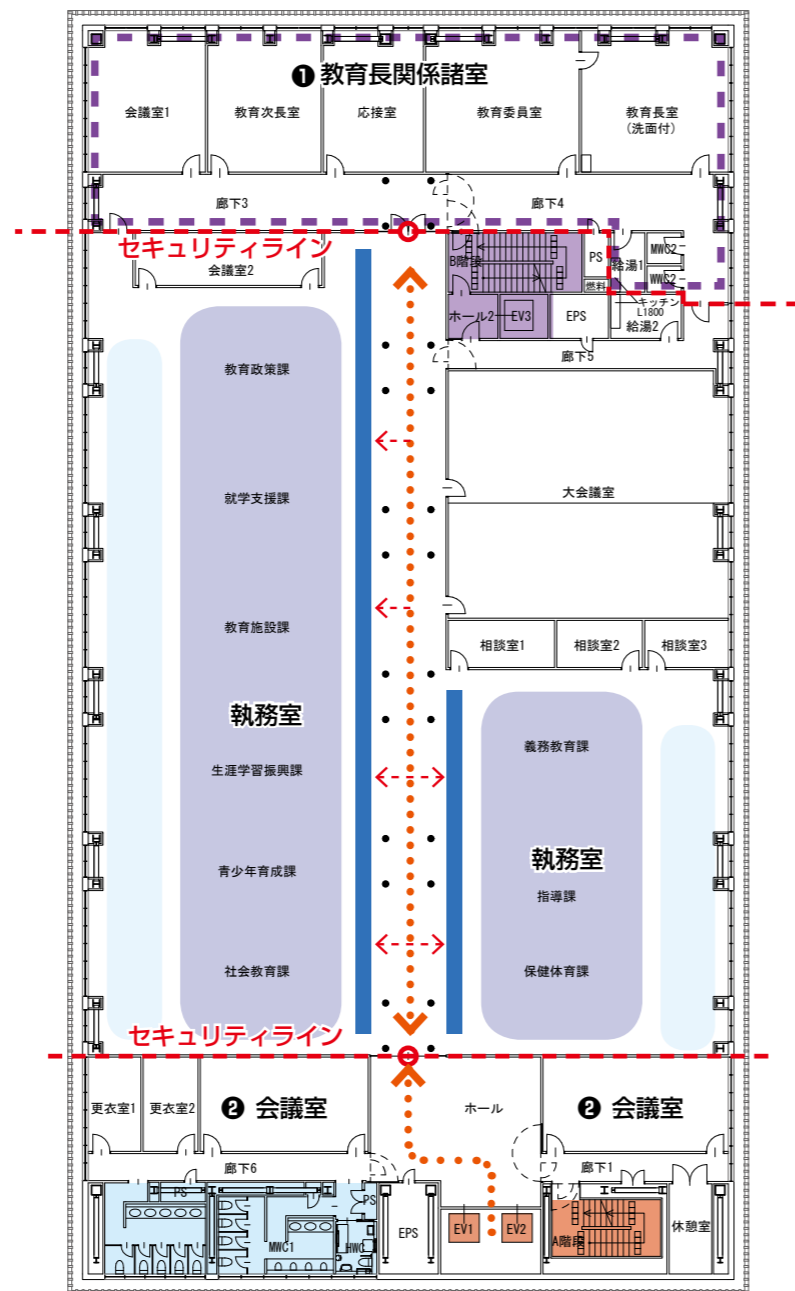 ❶ 教育長関係諸室
会議室1
教育次長室
応接室
教育委員室
教育長室
(洗面付)
廊下3
廊下4
セキュリティライン
会議室2
B階段
PS
給湯1
MWC2
WWC2
燃料
キッチン
L1800
給湯2
ホール2
EV3
EPS
廊下5
教育政策課
就学支援課
大会議室
教育施設課
相談室1
相談室2
相談室3
執務室
義務教育課
生涯学習振興課
執務室
青少年育成課
指導課
社会教育課
保健体育課
セキュリティライン
更衣室1
更衣室2
❷ 会議室
ホール
❷ 会議室
廊下6
廊下1
PS
PS
MWC1
HWC
EPS
EV1
EV2
A階段
休憩室